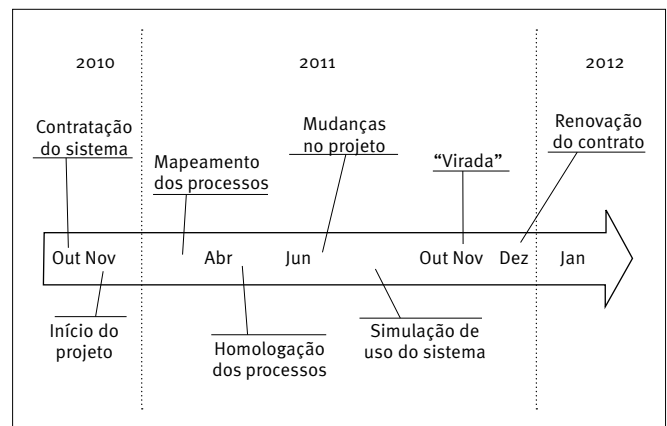 2010
2011
2012
Contratação
do sistema
Mapeamento
dos processos
Mudanças
no projeto
“Virada”
Renovação
do contrato
Out Nov
Abr
Jun
Out Nov
Dez
Jan
Início do
projeto
Homologação
dos processos
Simulação de
uso do sistema